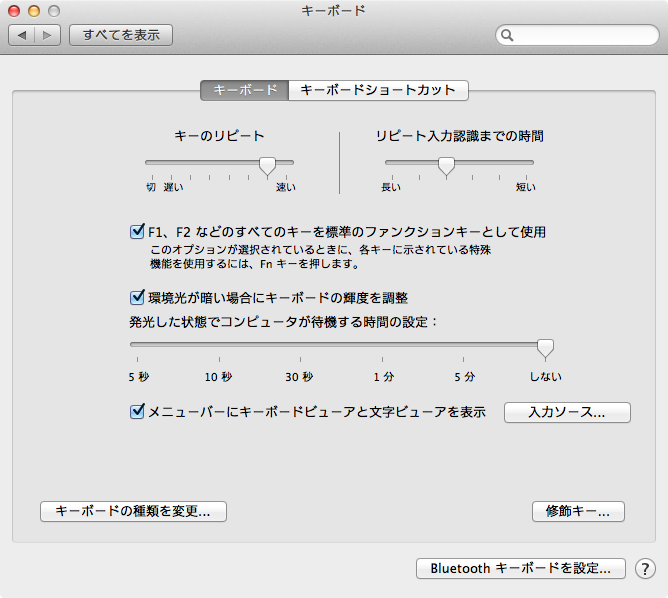 キーボード
すべてを表示
キーボード キーボードショートカット
キーのリピート リピート入力認識までの時間
切 遅い 速い 長い 短い
F1、F2 などのすべてのキーを標準のファンクションキーとして使用
このオプションが選択されているときに、各キーに示されている特殊
機能を使用するには、Fn キーを押します。
環境光が暗い場合にキーボードの輝度を調整
発光した状態でコンピュータが待機する時間の設定：
5 秒 10 秒 30 秒 1 分 5 分 しない
メニューバーにキーボードビューアと文字ビューアを表示 入力ソース...
キーボードの種類を変更... 修飾キー...
Bluetooth キーボードを設定... ?